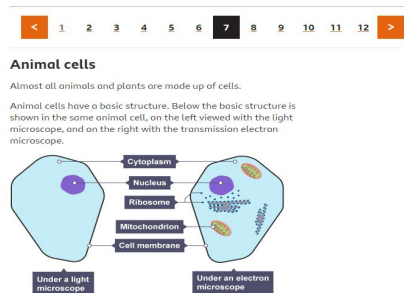 < 1 2 3 4 5 6 7 8 9 10 11 12 >
Animal cells
Almost all animals and plants are made up of cells.
Animal cells have a basic structure. Below the basic structure is
shown in the same animal cell, on the left viewed with the light
microscope, and on the right with the transmission electron
microscope.
Cytoplasm
Nucleus
Ribosome
Mitochondrion
Cell membrane
Under a light
microscope
Under an electron
microscope